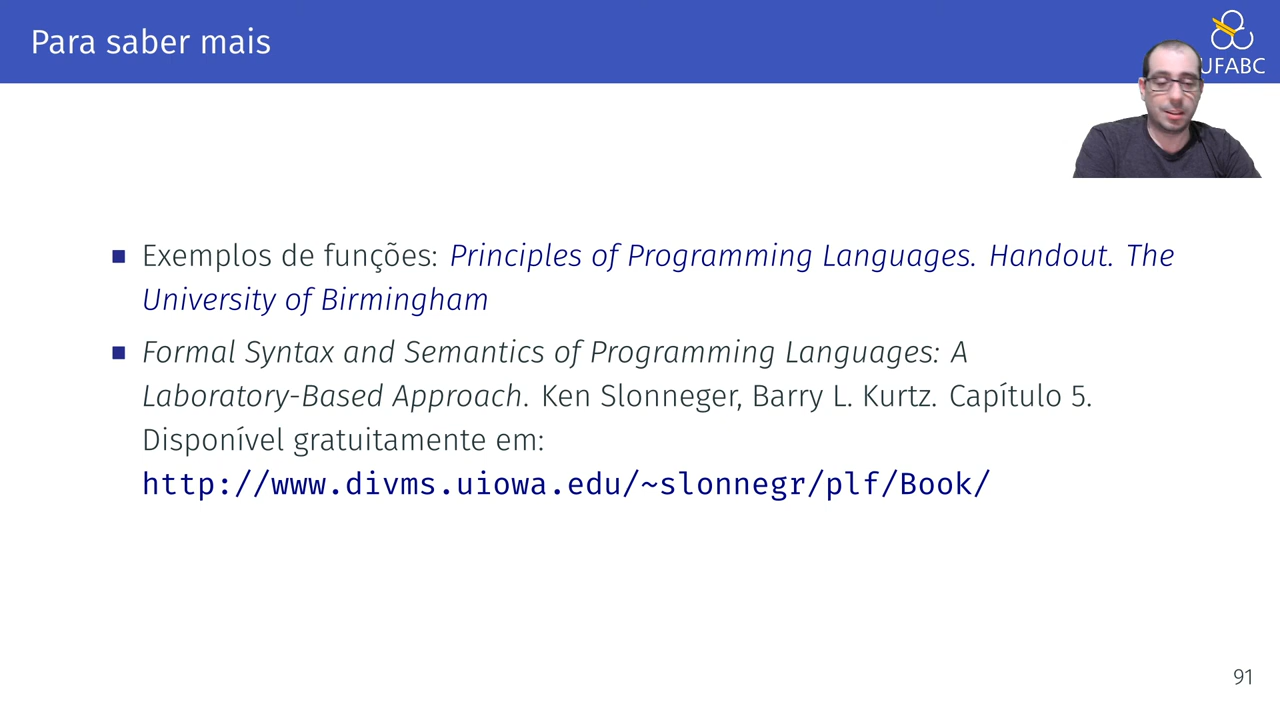 Para saber mais
UFABC
Exemplos de funções: Principles of Programming Languages. Handout. The
University of Birmingham
Formal Syntax and Semantics of Programming Languages: A
Laboratory-Based Approach. Ken Slonneger, Barry L. Kurtz. Capítulo 5.
Disponível gratuitamente em:
http://www.divms.uiowa.edu/~slonnegr/plf/Book/
91